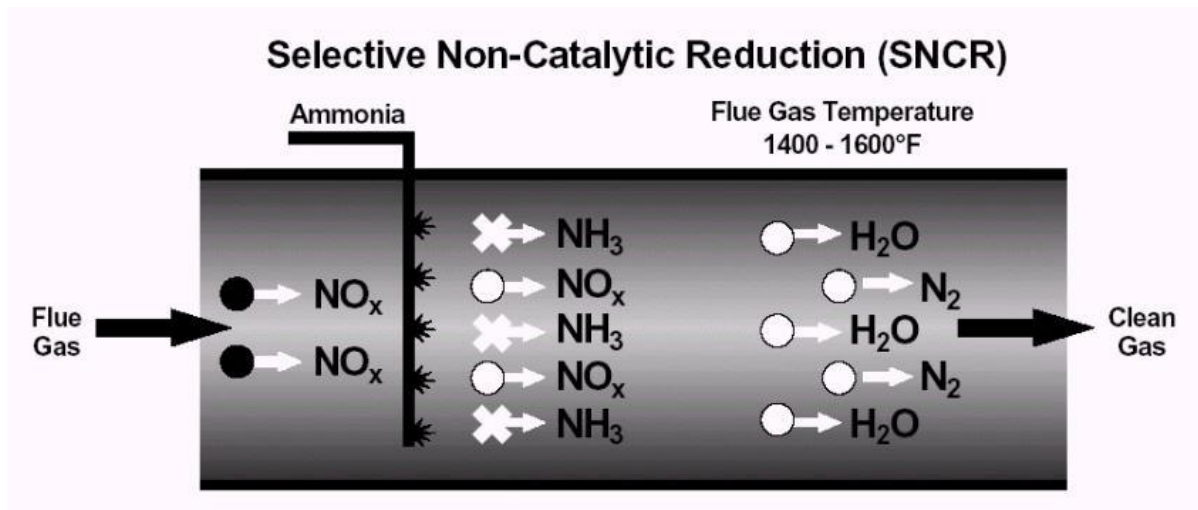 Selective Non-Catalytic Reduction (SNCR)
Ammonia
Flue Gas Temperature
1400 - 1600°F
Flue
Gas
NOₓ
NOₓ
NH₃
NOₓ
NH₃
NOₓ
NH₃
H₂O
N₂
H₂O
N₂
H₂O
Clean
Gas